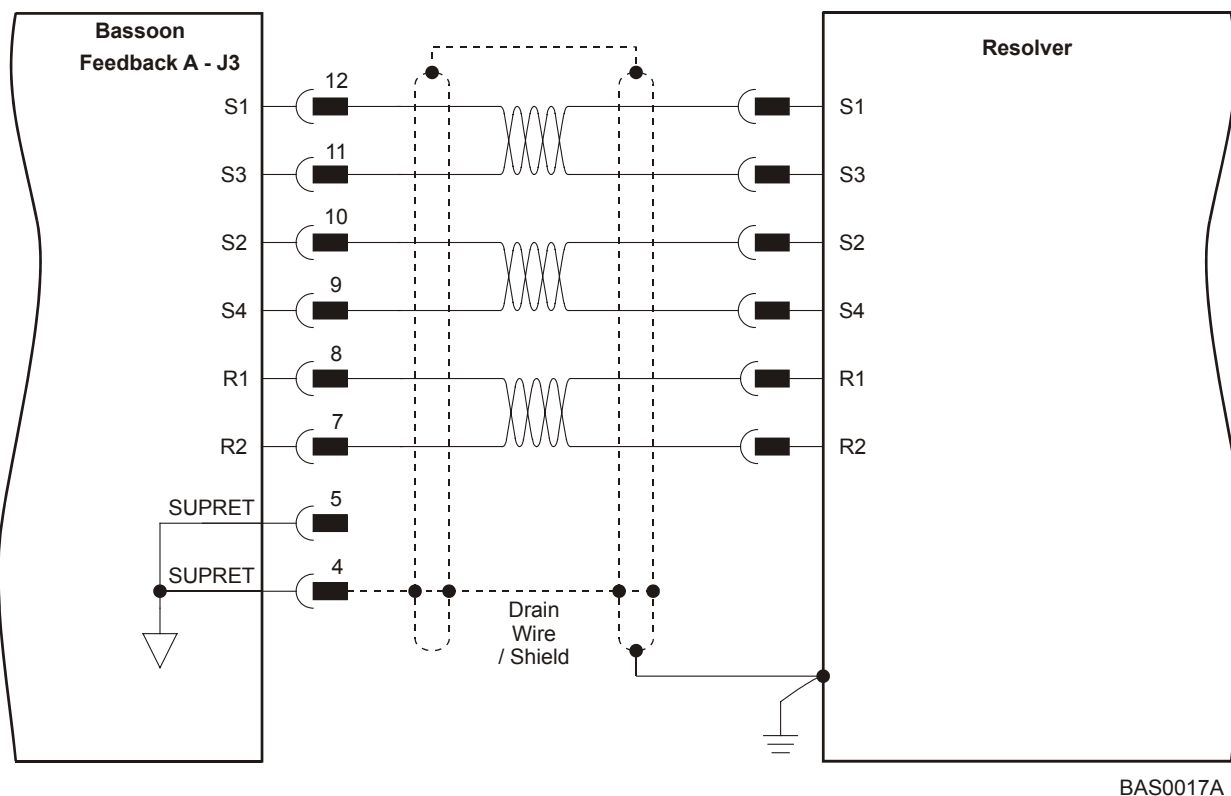 Bassoon
Feedback A - J3
Resolver
S1
12
S1
S3
11
S3
S2
10
S2
S4
9
S4
R1
8
R1
R2
7
R2
SUPRET
5
SUPRET
4
Drain
Wire
/ Shield
BAS0017A